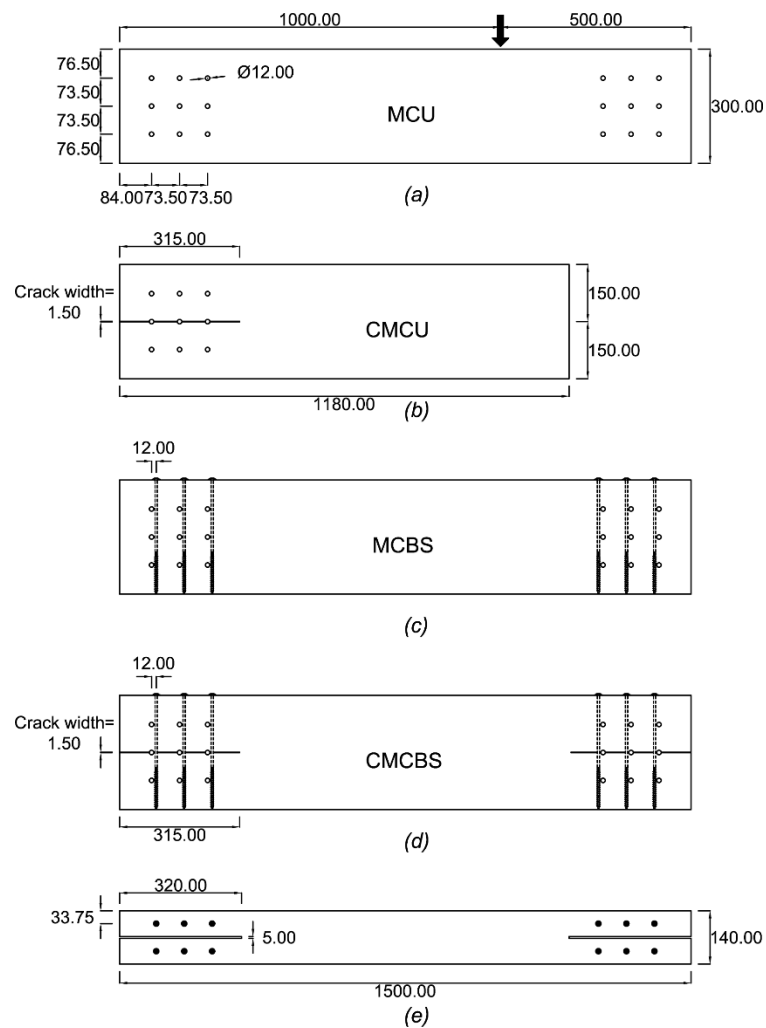 1000.00 500.00
76.50
73.50
73.50
76.50
Ø12.00
MCU
300.00
84.00 73.50 73.50
(a)
315.00
Crack width=
1.50
CMCU
150.00
150.00
1180.00
(b)
12.00
MCBS
(c)
12.00
Crack width=
1.50
CMCBS
315.00
(d)
320.00
33.75
5.00
140.00
1500.00
(e)